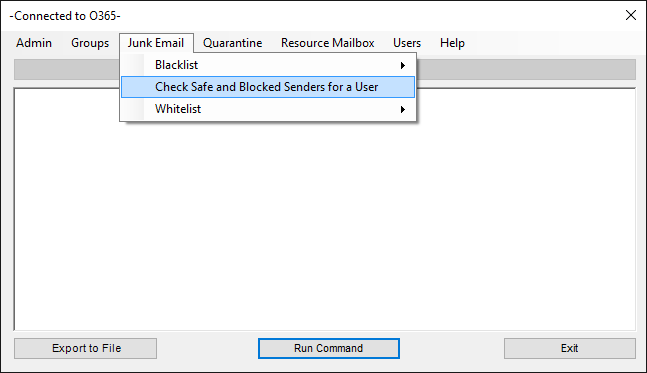 -Connected to O365-
Admin Groups Junk Email Quarantine Resource Mailbox Users Help
Blacklist
Check Safe and Blocked Senders for a User
Whitelist
Export to File Run Command Exit